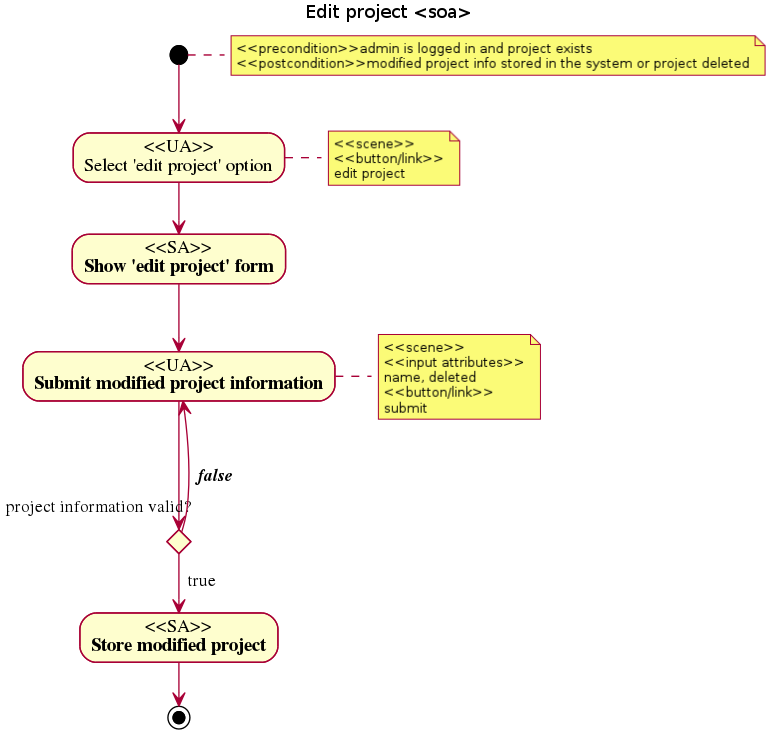 Edit project <soa>
<<precondition>>admin is logged in and project exists
<<postcondition>>modified project info stored in the system or project deleted
<<UA>>
Select 'edit project' option
<<scene>>
<<button/link>>
edit project
<<SA>>
Show 'edit project' form
<<UA>>
Submit modified project information
<<scene>>
<<input attributes>>
name, deleted
<<button/link>>
submit
false
project information valid?
true
<<SA>>
Store modified project